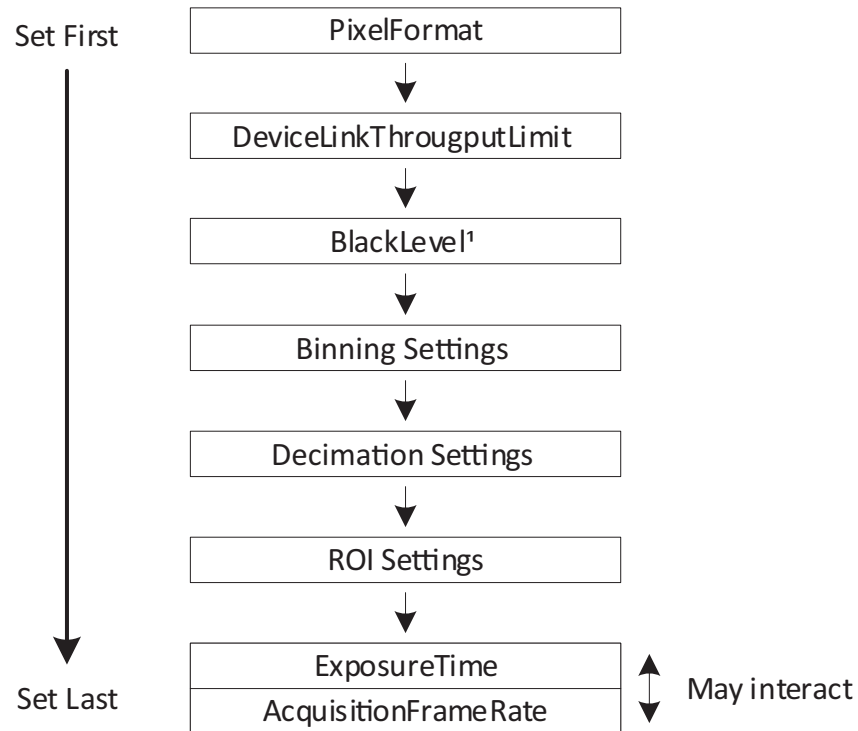 Set First
PixelFormat
DeviceLinkThrougputLimit
BlackLevel¹
Binning Settings
Decimation Settings
ROI Settings
ExposureTime
May interact
Set Last
AcquisitionFrameRate